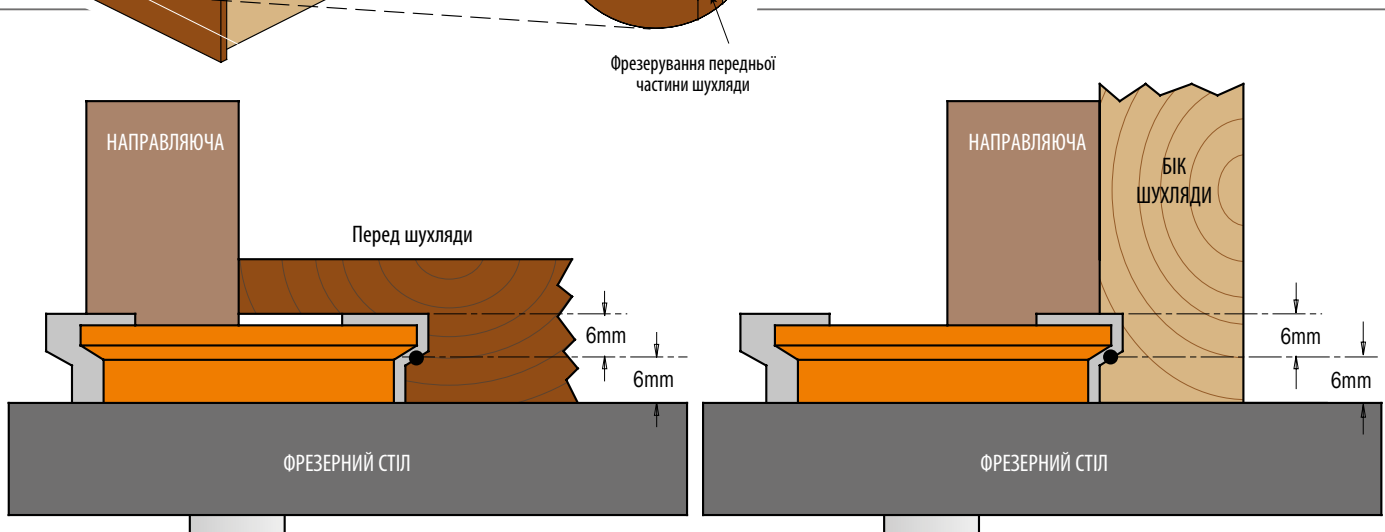 Фрезерування передньої
частини шухляди
НАПРАВЛЯЮЧА
Перед шухляди
6mm
6mm
ФРЕЗЕРНИЙ СТІЛ
НАПРАВЛЯЮЧА
БІК
ШУХЛЯДИ
6mm
6mm
ФРЕЗЕРНИЙ СТІЛ